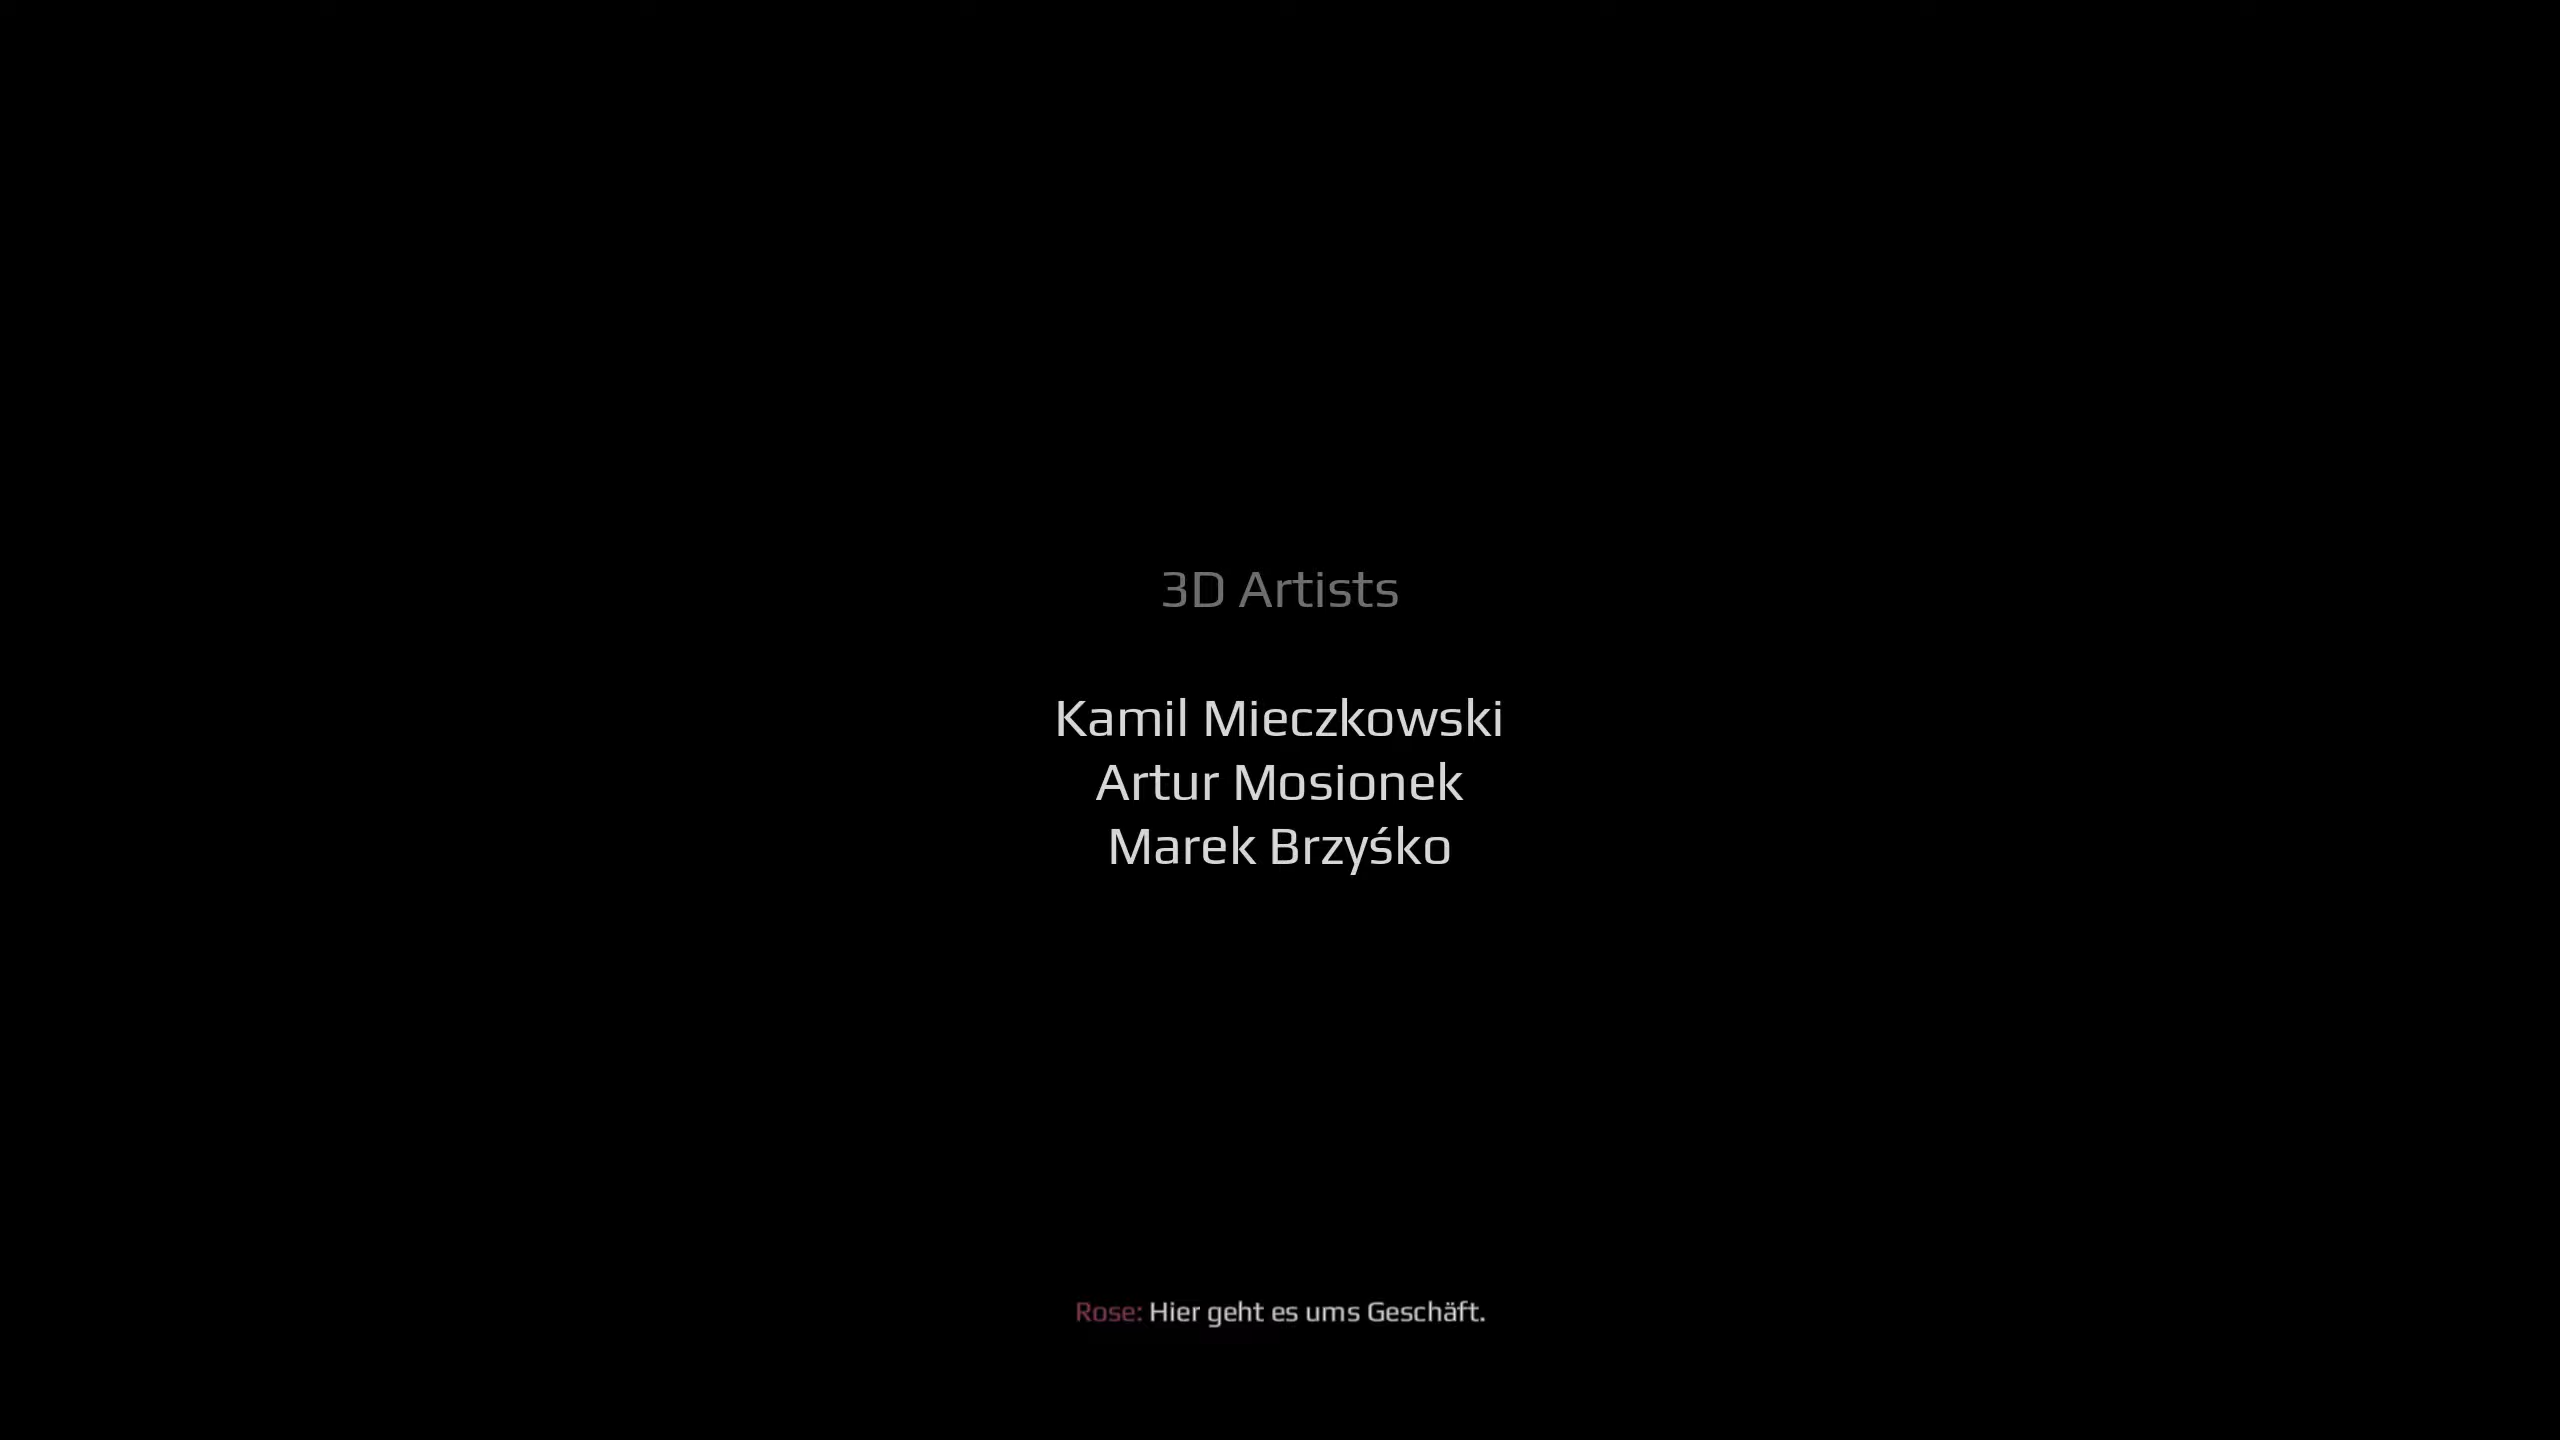 3D Artists
Kamil Mieczkowski
Artur Mosionek
Marek Brzyśko
Rose: Hier geht es ums Geschäft.